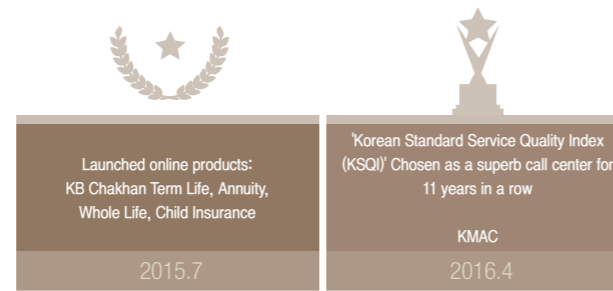 Launched online products:
KB Chakhan Term Life, Annuity,
Whole Life, Child Insurance
2015.7
'Korean Standard Service Quality Index
(KSQI)' Chosen as a superb call center for
11 years in a row
KMAC
2016.4